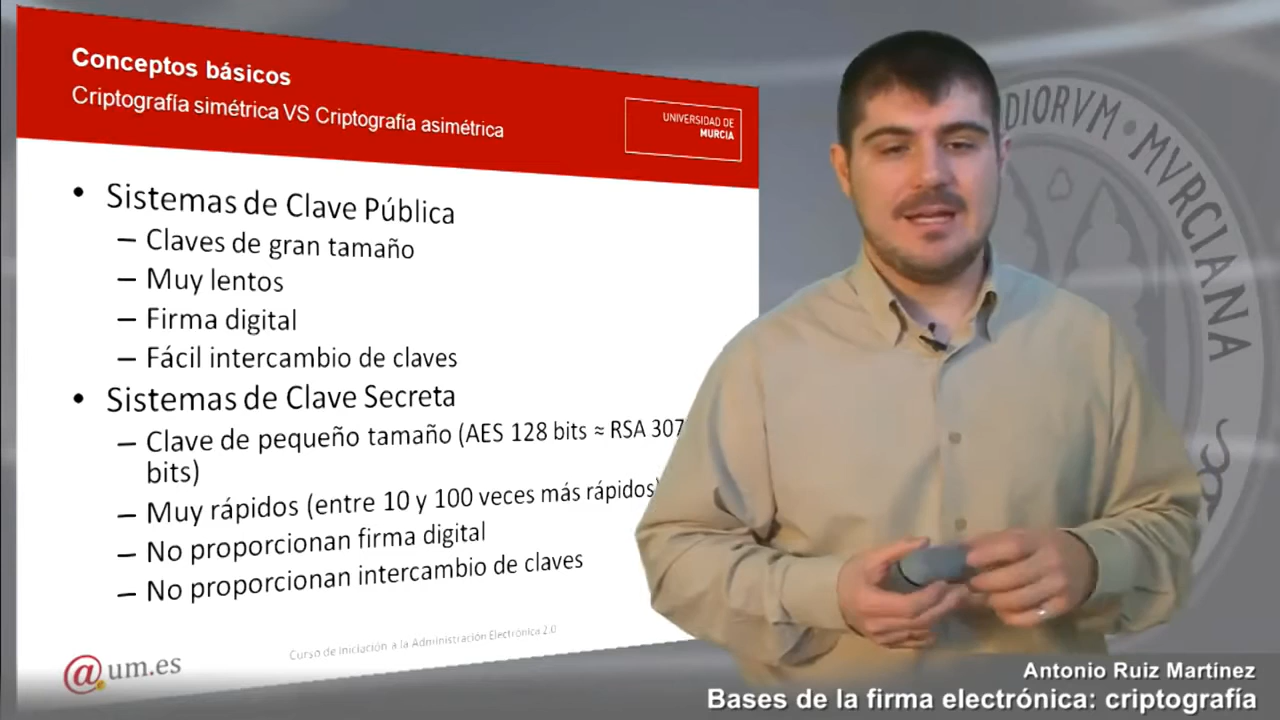 Conceptos básicos
Criptografía simétrica VS Criptografía asimétrica
UNIVERSIDAD DE
MURCIA
• Sistemas de Clave Pública
– Claves de gran tamaño
– Muy lentos
– Firma digital
– Fácil intercambio de claves
• Sistemas de Clave Secreta
– Clave de pequeño tamaño (AES 128 bits ≈ RSA 307
bits)
– Muy rápidos (entre 10 y 100 veces más rápidos)
– No proporcionan firma digital
– No proporcionan intercambio de claves
Curso de Iniciación a la Administración Electrónica 2.0
@um.es
DIORVM • MVRCIANA
Antonio Ruiz Martínez
Bases de la firma electrónica: criptografía